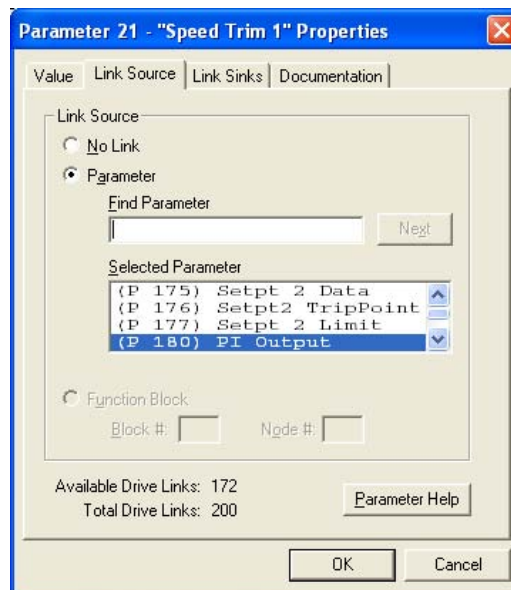 Parameter 21 - "Speed Trim 1" Properties
Value Link Source Link Sinks Documentation
Link Source
No Link
Parameter
Find Parameter
Next
Selected Parameter
(P 175) Setpt 2 Data
(P 176) Setpt2 TripPoint
(P 177) Setpt 2 Limit
(P 180) PI Output
Function Block
Block #: Node #:
Available Drive Links: 172
Total Drive Links: 200
Parameter Help
OK Cancel